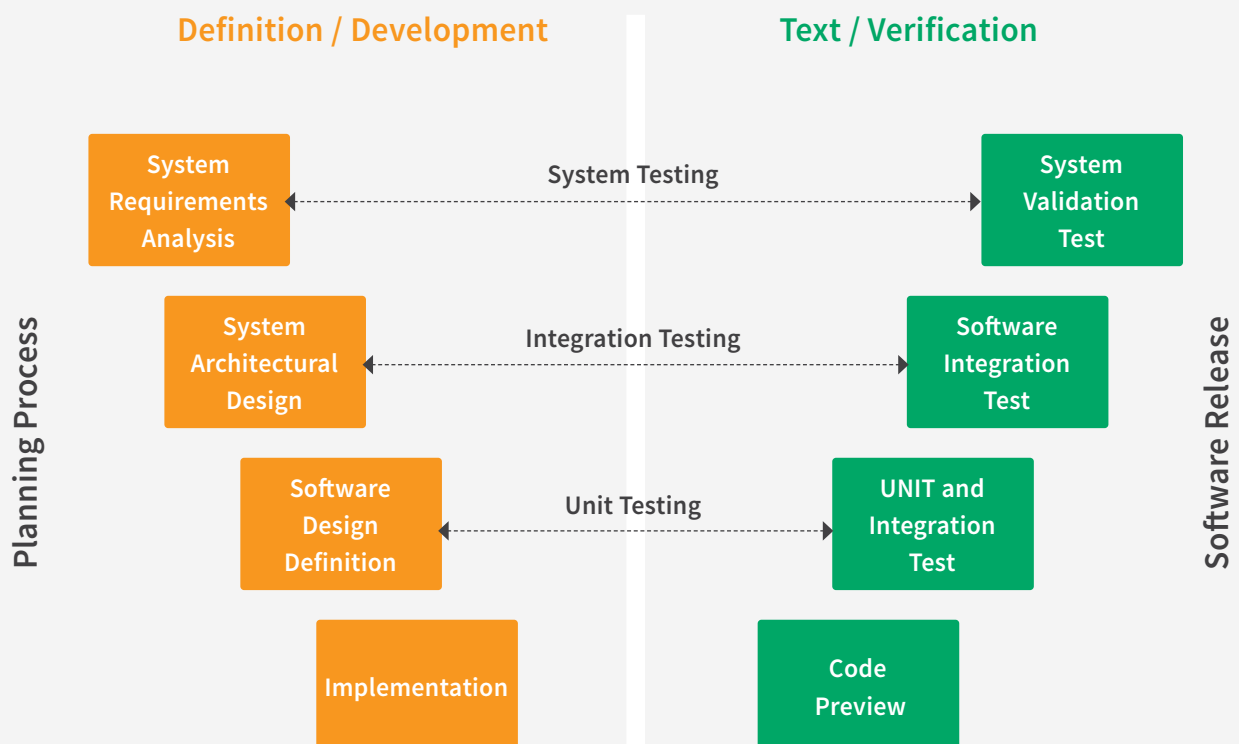 Definition / Development
Text / Verification
System
Requirements
Analysis
System Testing
System
Validation
Test
System
Architectural
Design
Integration Testing
Software
Integration
Test
Planning Process
Software Release
Software
Design
Definition
Unit Testing
UNIT and
Integration
Test
Implementation
Code
Preview